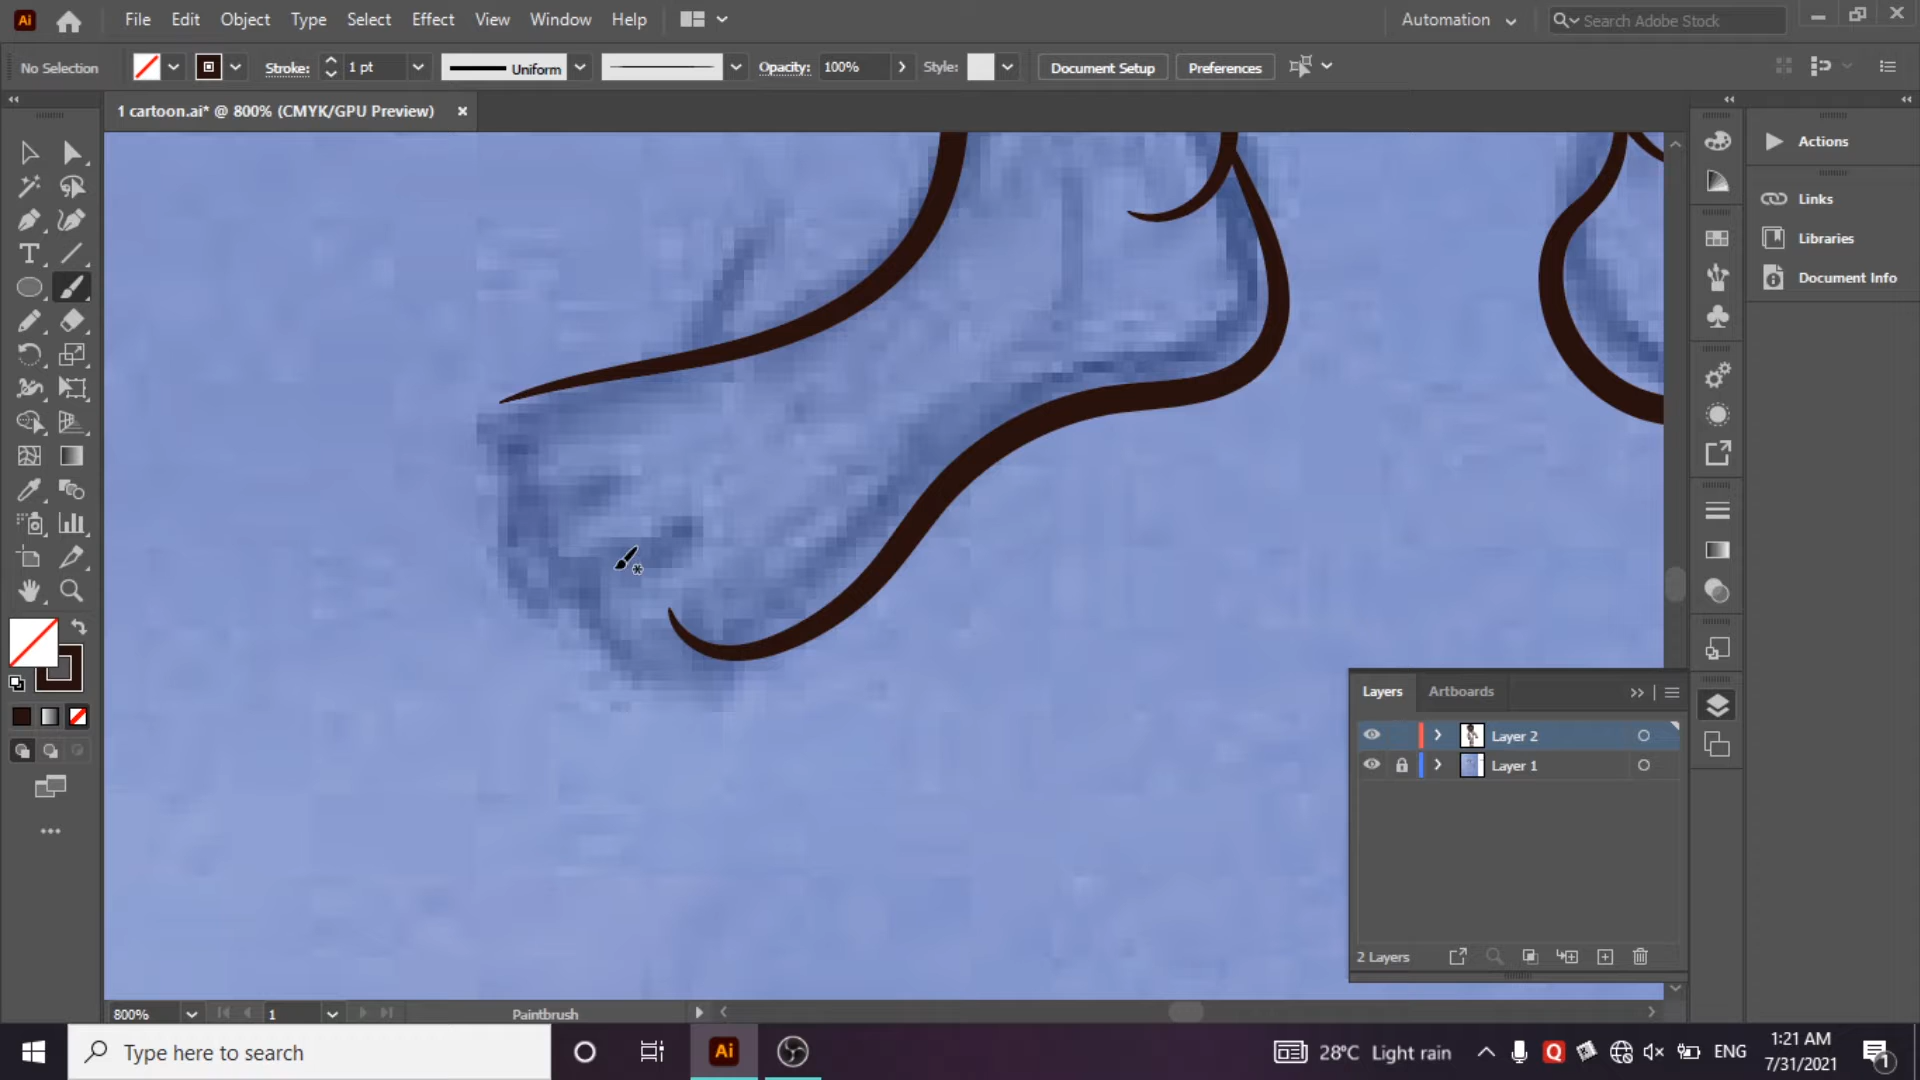 Ai File Edit Object Type Select Effect View Window Help Automation Search Adobe Stock
No Selection Stroke: 1 pt Uniform Opacity: 100% Style: Document Setup Preferences
1 cartoon.ai* @ 800% (CMYK/GPU Preview)
Actions
Links
Libraries
Document Info
Layers Artboards
Layer 2
Layer 1
2 Layers
800% 1 Paintbrush
Type here to search
Ai
28°C Light rain
Q
ENG
1:21 AM
7/31/2021
1